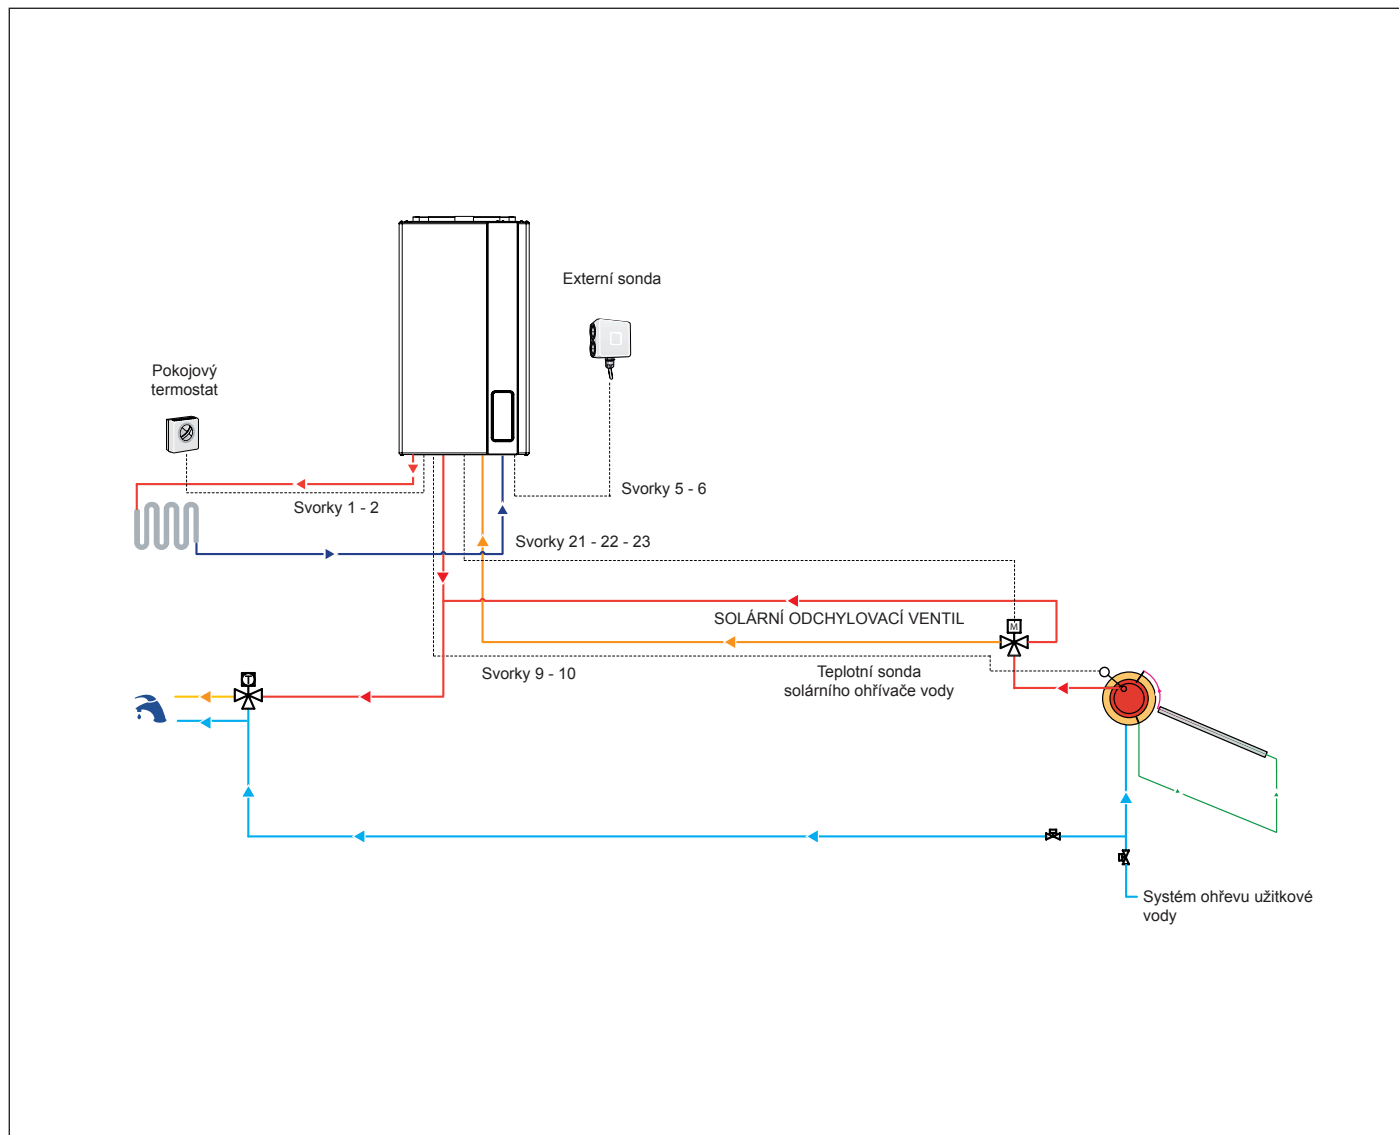 Externí sonda
Pokojový
termostat
Svorky 5 - 6
Svorky 1 - 2
Svorky 21 - 22 - 23
SOLÁRNÍ ODCHYLOVACÍ VENTIL
M
Teplotní sonda
solárního ohřívače vody
Svorky 9 - 10
T
Systém ohřevu užitkové
vody